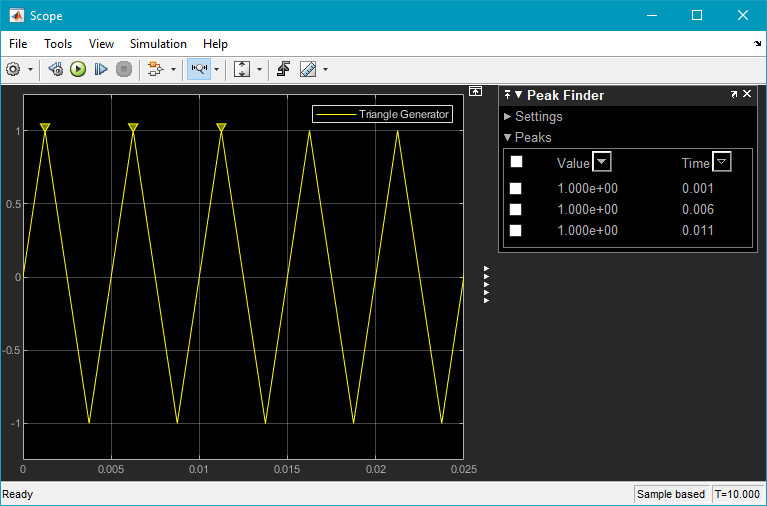 Scope
File Tools View Simulation Help
Triangle Generator
1
0.5
0
-0.5
-1
0 0.005 0.01 0.015 0.02 0.025
Peak Finder
Settings
Peaks
Value Time
1.000e+00 0.001
1.000e+00 0.006
1.000e+00 0.011
Ready Sample based T=10.000